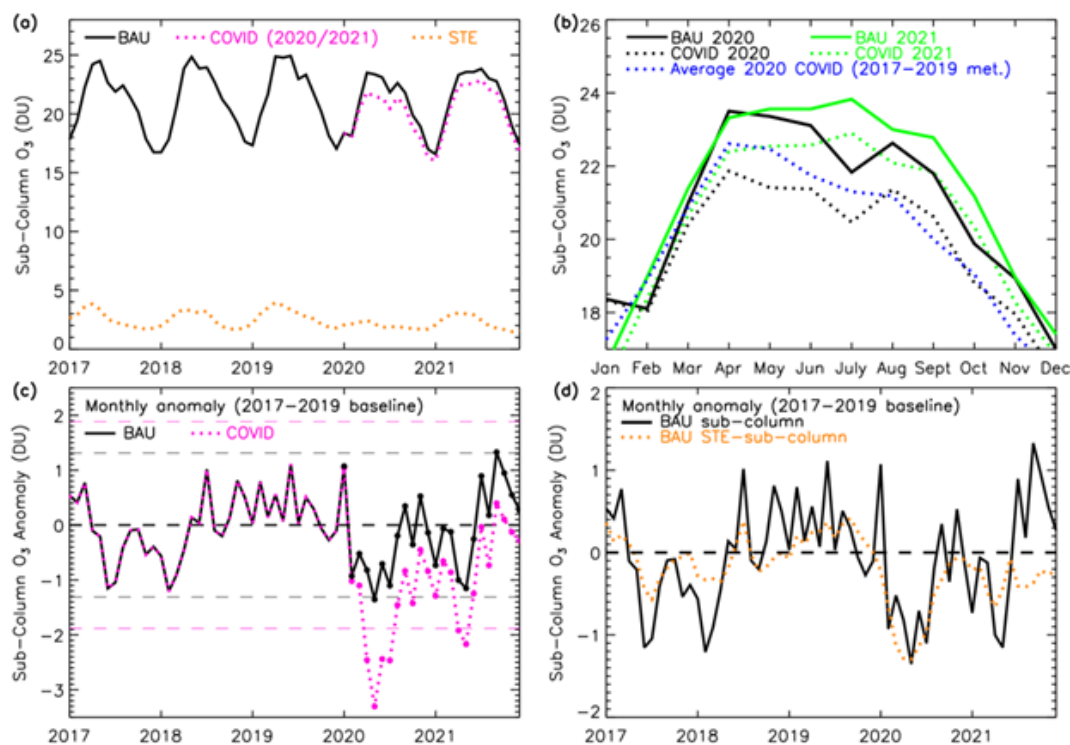 (a)
BAU COVID (2020/2021) STE
Sub-Column O3 (DU)
25
20
15
10
5
0
2017 2018 2019 2020 2021
(b)
BAU 2020 BAU 2021
COVID 2020 COVID 2021
Average 2020 COVID (2017-2019 met.)
Sub-Column O3 (DU)
26
24
22
20
18
Jan Feb Mar Apr May Jun July Aug Sept Oct Nov Dec
(c)
Monthly anomaly (2017-2019 baseline)
BAU COVID
Sub-Column O3 Anomaly (DU)
2
1
0
-1
-2
-3
2017 2018 2019 2020 2021
(d)
Monthly anomaly (2017-2019 baseline)
BAU sub-column
BAU STE-sub-column
Sub-Column O3 Anomaly (DU)
2
1
0
-1
-2
2017 2018 2019 2020 2021